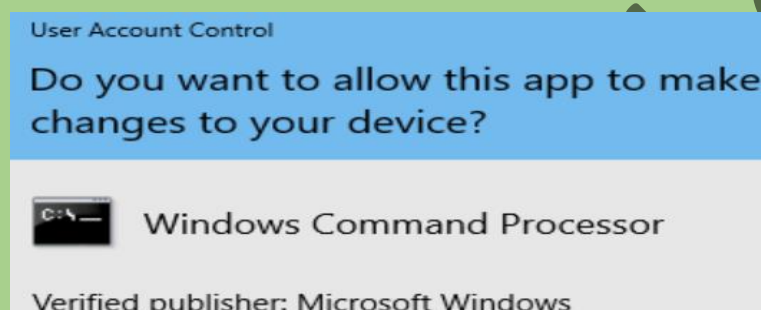 User Account Control
Do you want to allow this app to make
changes to your device?
C:\
Windows Command Processor
Verified publisher: Microsoft Windows